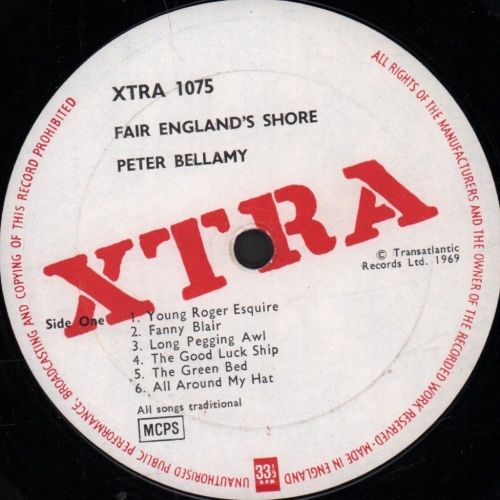 XTRA 1075
FAIR ENGLAND'S SHORE
PETER BELLAMY
XTRA
© Transatlantic
Records Ltd. 1969
Side One
1. Young Roger Esquire
2. Fanny Blair
3. Long Pegging Awl
4. The Good Luck Ship
5. The Green Bed
6. All Around My Hat
All songs traditional
MCPS
33 1/3
R.P.M.
ALL RIGHTS OF THE MANUFACTURERS AND THE OWNER OF THE RECORDED WORK RESERVED-MADE IN ENGLAND
UNAUTHORISED PUBLIC PERFORMANCE, BROADCASTING AND COPYING OF THIS RECORD PROHIBITED